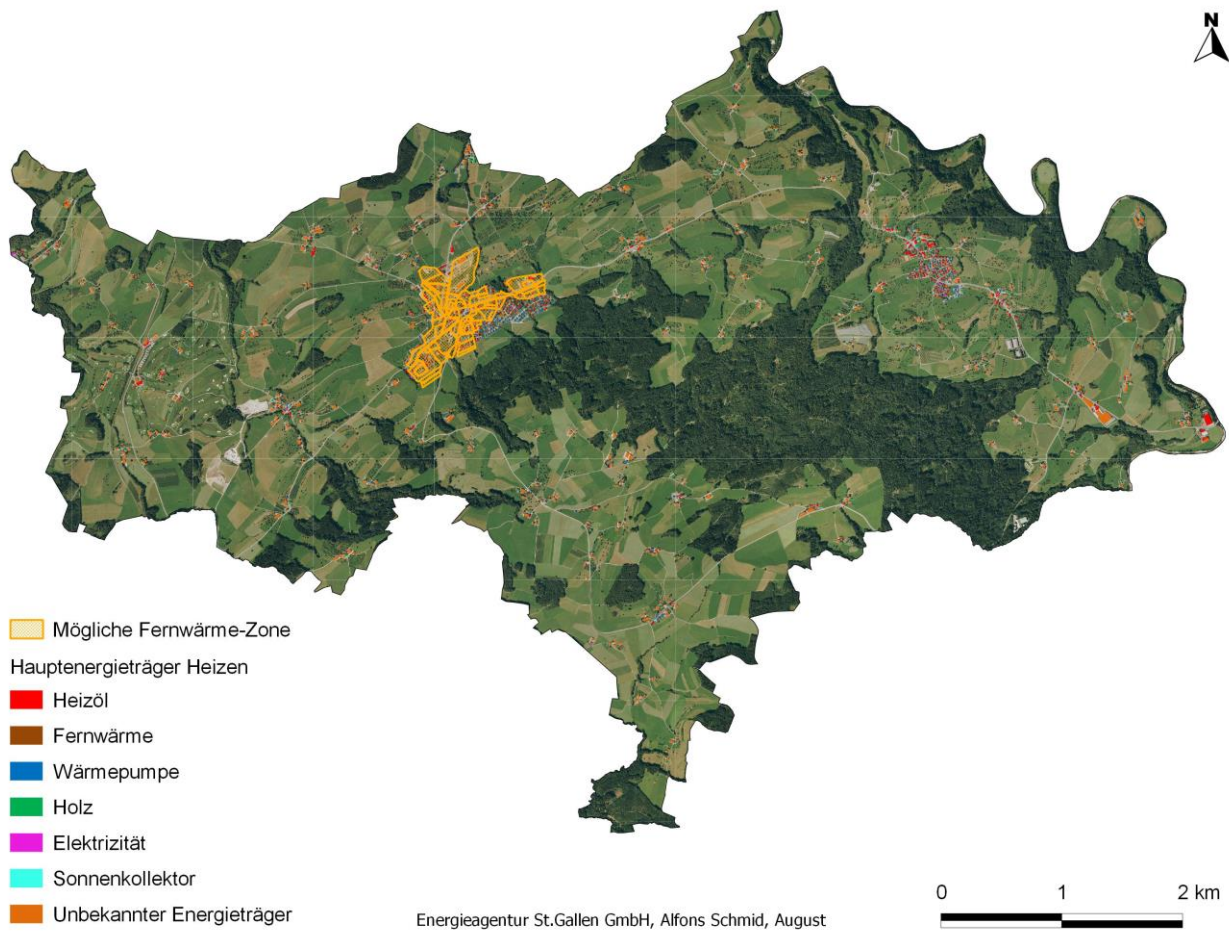 N
Mögliche Fernwärme-Zone
Hauptenergieträger Heizen
Heizöl
Fernwärme
Wärmepumpe
Holz
Elektrizität
Sonnenkollektor
Unbekannter Energieträger
Energieagentur St.Gallen GmbH, Alfons Schmid, August
0 1 2 km